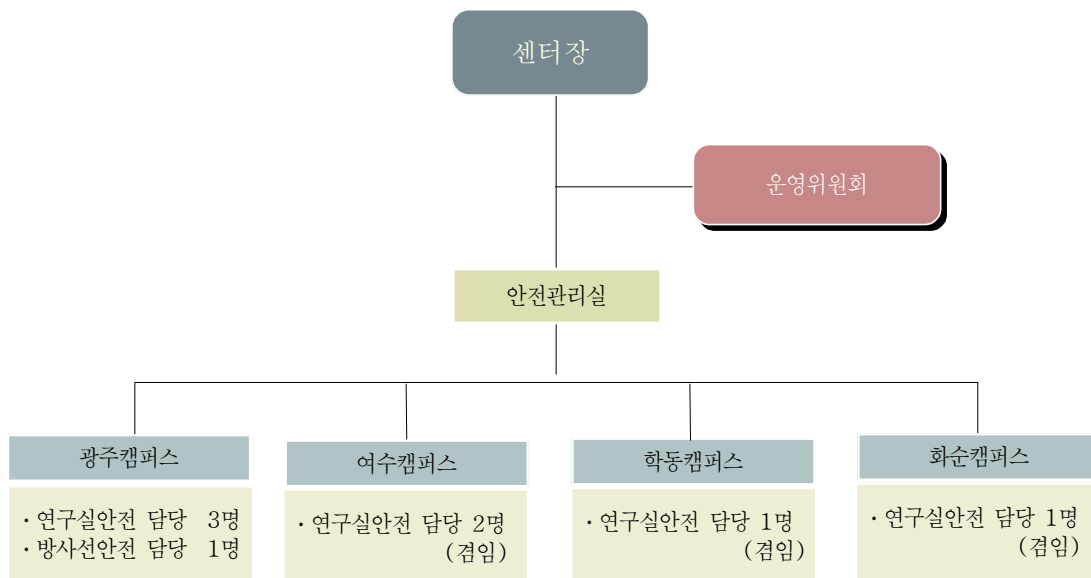 센터장
운영위원회
안전관리실
광주캠퍼스
·연구실안전 담당 3명
·방사선안전 담당 1명
여수캠퍼스
·연구실안전 담당 2명
(겸임)
학동캠퍼스
·연구실안전 담당 1명
(겸임)
화순캠퍼스
·연구실안전 담당 1명
(겸임)